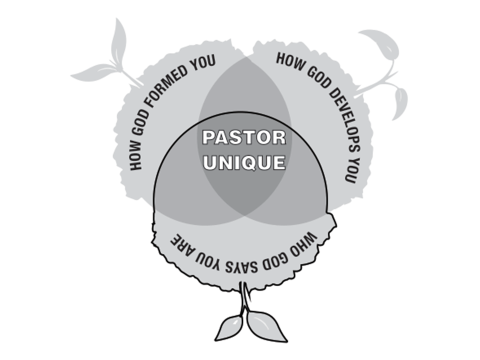 HOW GOD FORMED YOU
HOW GOD DEVELOPS YOU
PASTOR
UNIQUE
WHO GOD SAYS YOU ARE